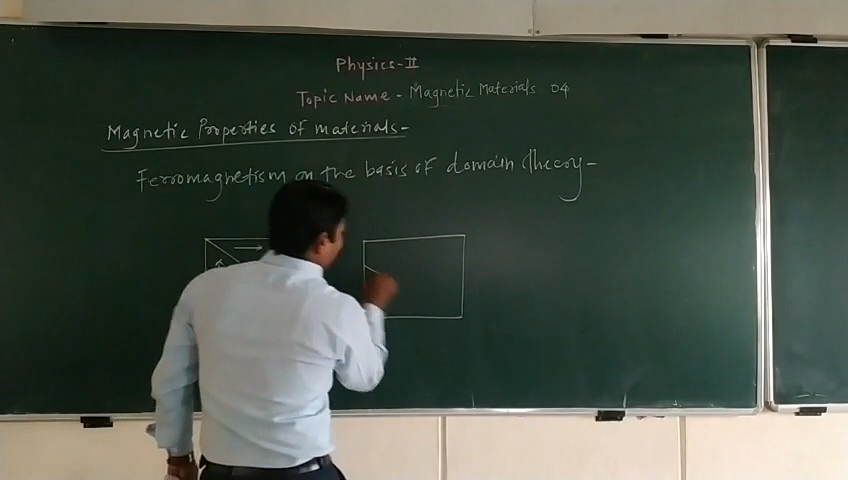 Physics-II
Topic Name - Magnetic Materials 04
Magnetic Properties of materials-
Ferromagnetism on the basis of domain theory-